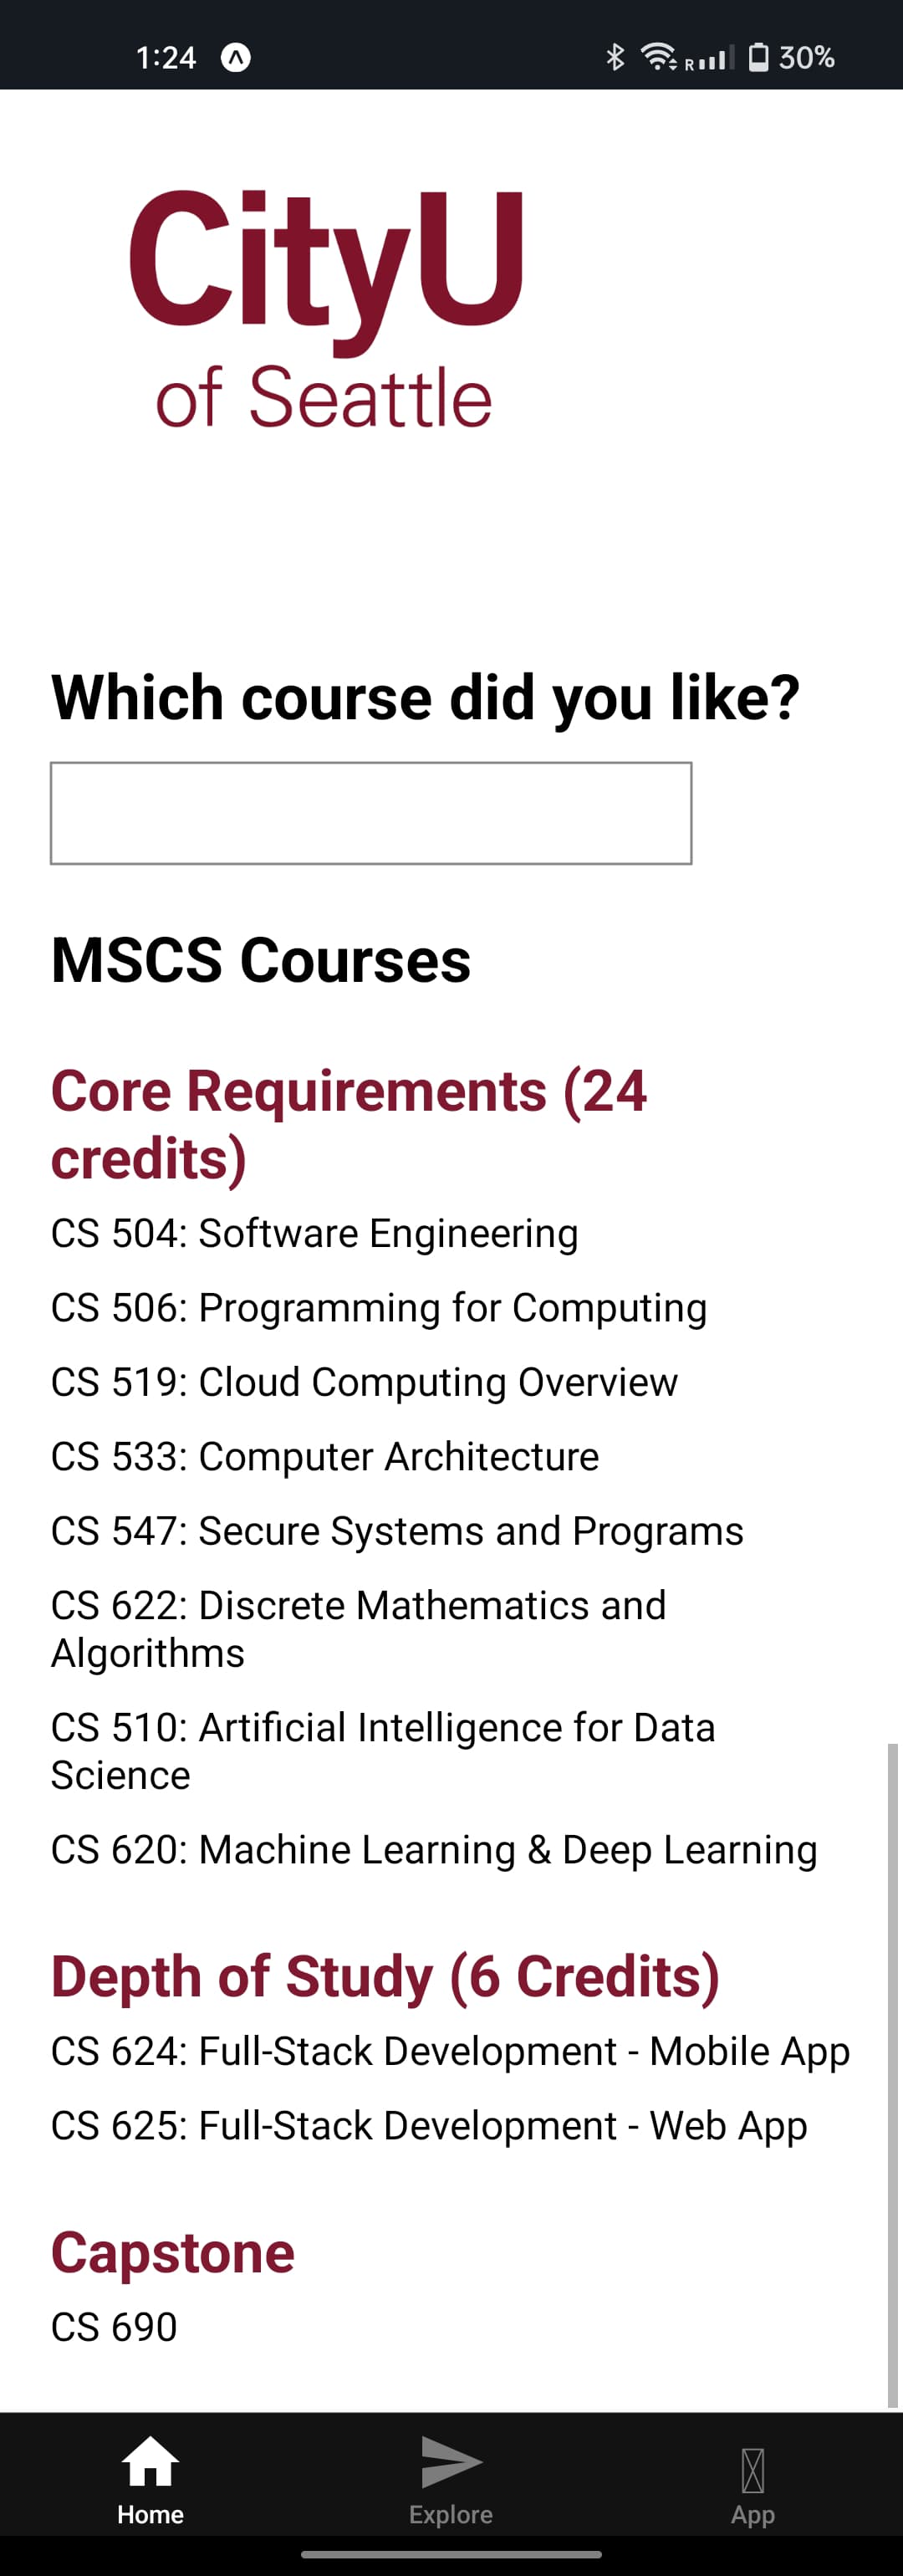 1:24
R 30%
CityU
of Seattle
Which course did you like?
MSCS Courses
Core Requirements (24
credits)
CS 504: Software Engineering
CS 506: Programming for Computing
CS 519: Cloud Computing Overview
CS 533: Computer Architecture
CS 547: Secure Systems and Programs
CS 622: Discrete Mathematics and
Algorithms
CS 510: Artificial Intelligence for Data
Science
CS 620: Machine Learning & Deep Learning
Depth of Study (6 Credits)
CS 624: Full-Stack Development - Mobile App
CS 625: Full-Stack Development - Web App
Capstone
CS 690
Home
Explore
App